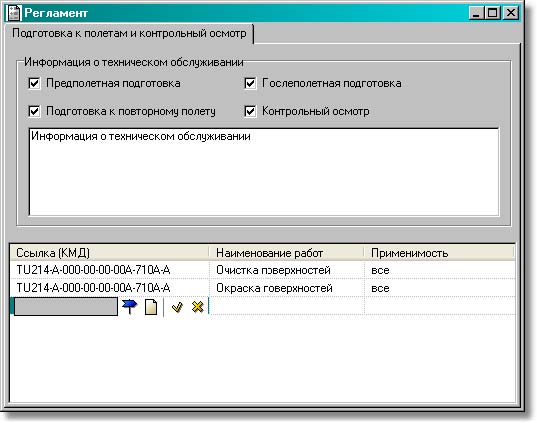 Регламент
Подготовка к полетам и контрольный осмотр
Информация о техническом обслуживании
Предполетная подготовка
Гослеполетная подготовка
Подготовка к повторному полету
Контрольный осмотр
Информация о техническом обслуживании
Ссылка (КМД) Наименование работ Применимость
TU214-A-000-00-00-00A-710A-A Очистка поверхностей все
TU214-A-000-00-00-00A-710A-A Окраска говерхностей все